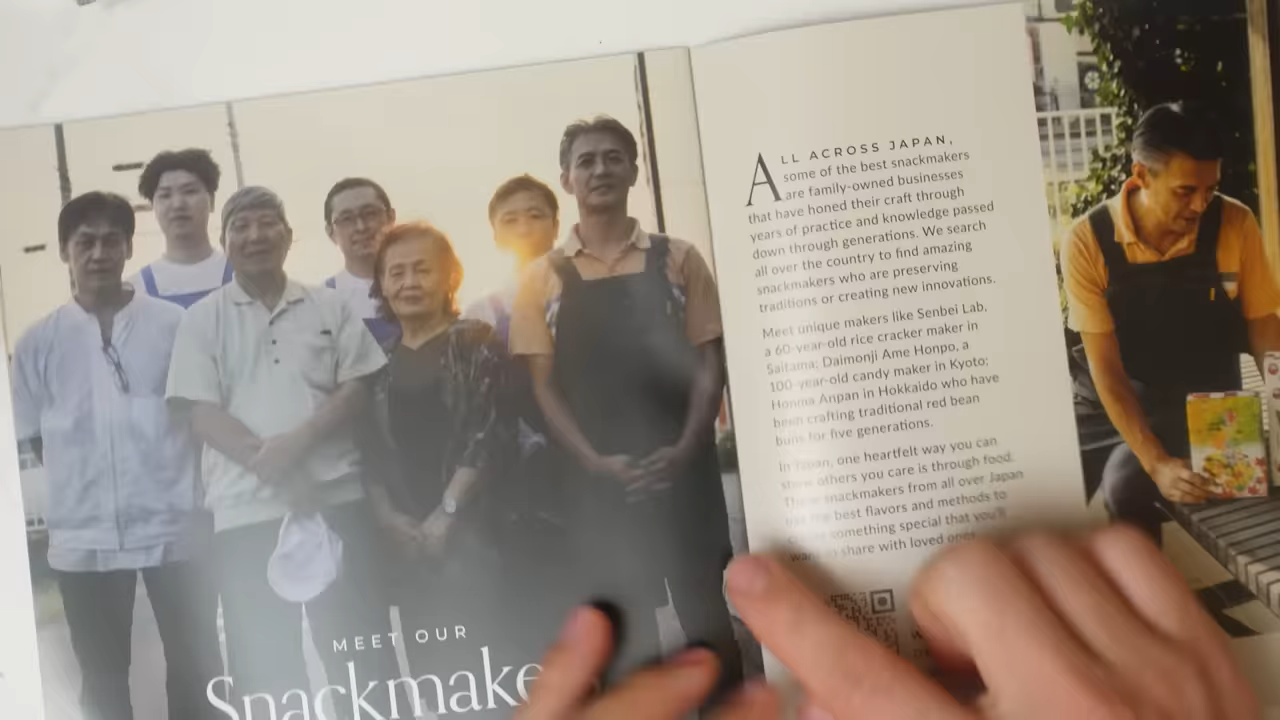 MEET OUR
Snackmake
ALL ACROSS JAPAN,
some of the best snackmakers
are family-owned businesses
that have honed their craft through
years of practice and knowledge passed
down through generations. We search
all over the country to find amazing
snackmakers who are preserving
traditions or creating new innovations.
Meet unique makers like Senbei Lab,
a 60-year-old rice cracker maker in
Saitama; Daimonji Ame Honpo, a
100-year-old candy maker in Kyoto;
Honma Anpan in Hokkaido who have
been crafting traditional red bean
buns for five generations.
In Japan, one heartfelt way you can
show others you care is through food.
These snackmakers from all over Japan
use the best flavors and methods to
create something special that you'll
want to share with loved ones